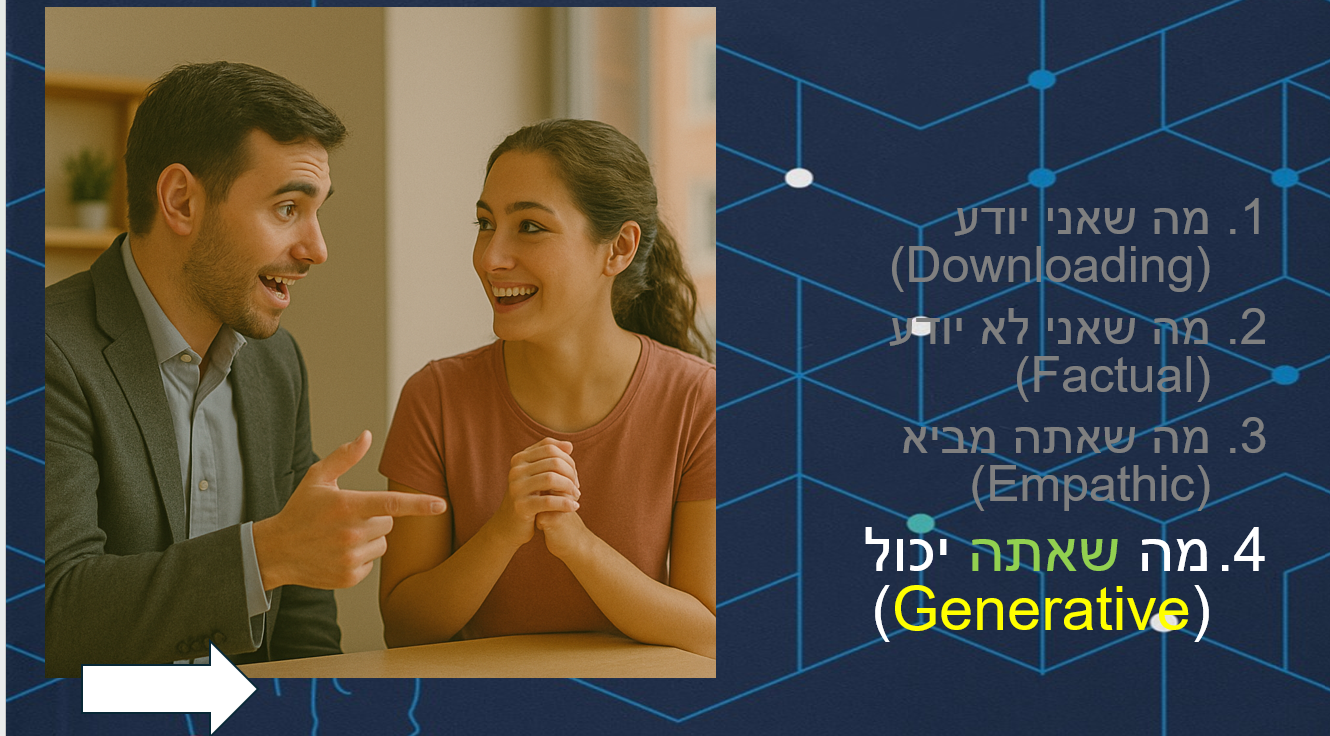 1. מה שאני יודע
(Downloading)
2. מה שאני לא יודע
(Factual)
3. מה שאתה מביא
(Empathic)
4. מה שאתה יכול
(Generative)